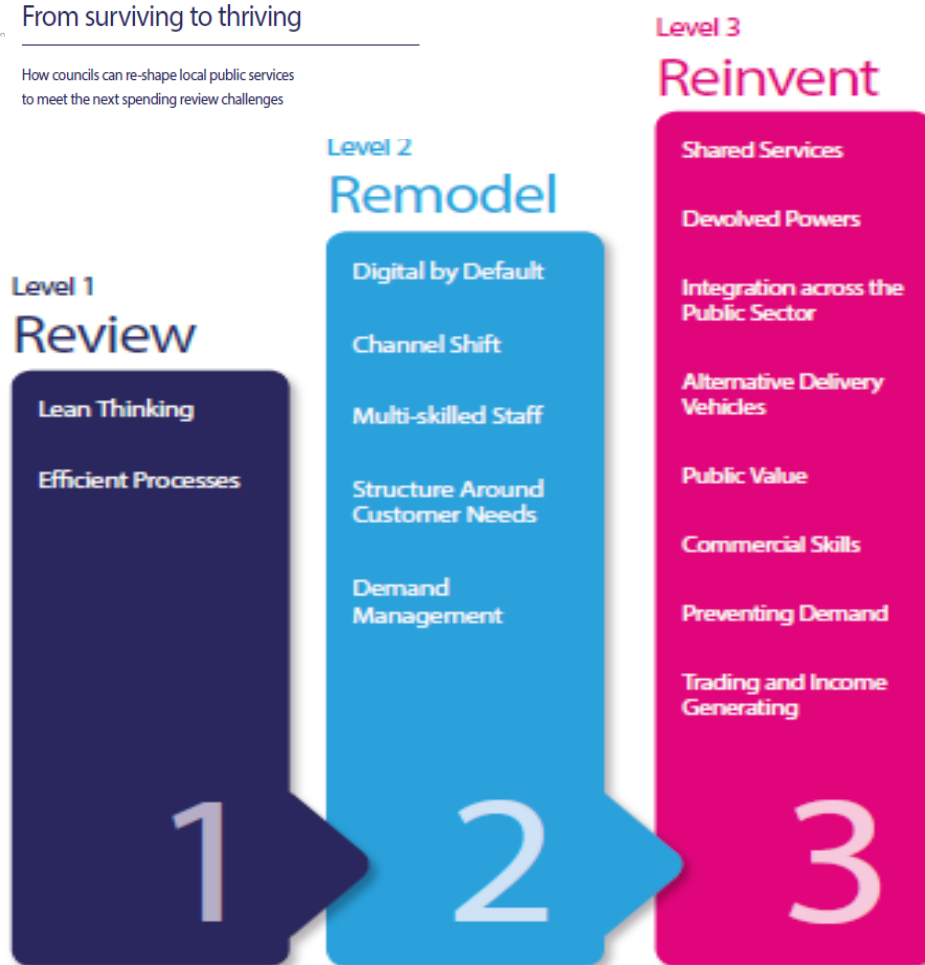 From surviving to thriving
How councils can re-shape local public services
to meet the next spending review challenges
Level 1
Review
Lean Thinking
Efficient Processes
1
Level 2
Remodel
Digital by Default
Channel Shift
Multi-skilled Staff
Structure Around
Customer Needs
Demand
Management
2
Level 3
Reinvent
Shared Services
Devolved Powers
Integration across the
Public Sector
Alternative Delivery
Vehicles
Public Value
Commercial Skills
Preventing Demand
Trading and Income
Generating
3